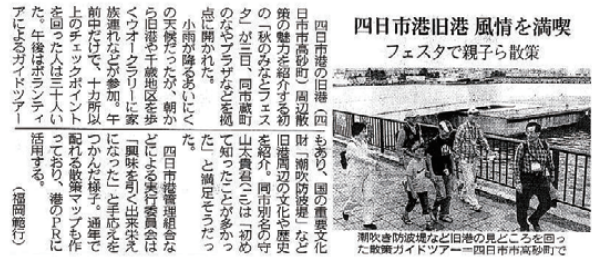 四日市港旧港 風情を満喫
フェスタで親子ら散策
四日市港の旧港(四
日市市高砂町)周辺散
策の魅力を紹介する初
の「秋のみなとフェス
タ」が三日、同市蔵町
のなやプラザなどを拠
点に開かれた。
小雨が降るあいにく
の天候だったが、朝か
ら旧港や千歳地区を歩
くウオークラリーに家
族連れなどが参加。午
前中だけで、十カ所以
上のチェックポイント
を回った人は三十人い
た。午後はボランティ
アによるガイドツアー
もあり、国の重要文化
財「潮吹防波堤」など
旧港周辺の文化や歴史
を紹介。同市別名の守
山太貴君は「初め
て知ったことが多かっ
た」と満足そうだっ
た。
四日市港管理組合な
どによる実行委員会は
「興味を引く出来栄え
になった」と手応えを
つかんだ様子。通年で
配れる散策マップも作
っており、港のPRに
活用する。
(福岡範行)
潮吹き防波堤など旧港の見どころを回っ
た散策ガイドツアー=四日市市高砂町で